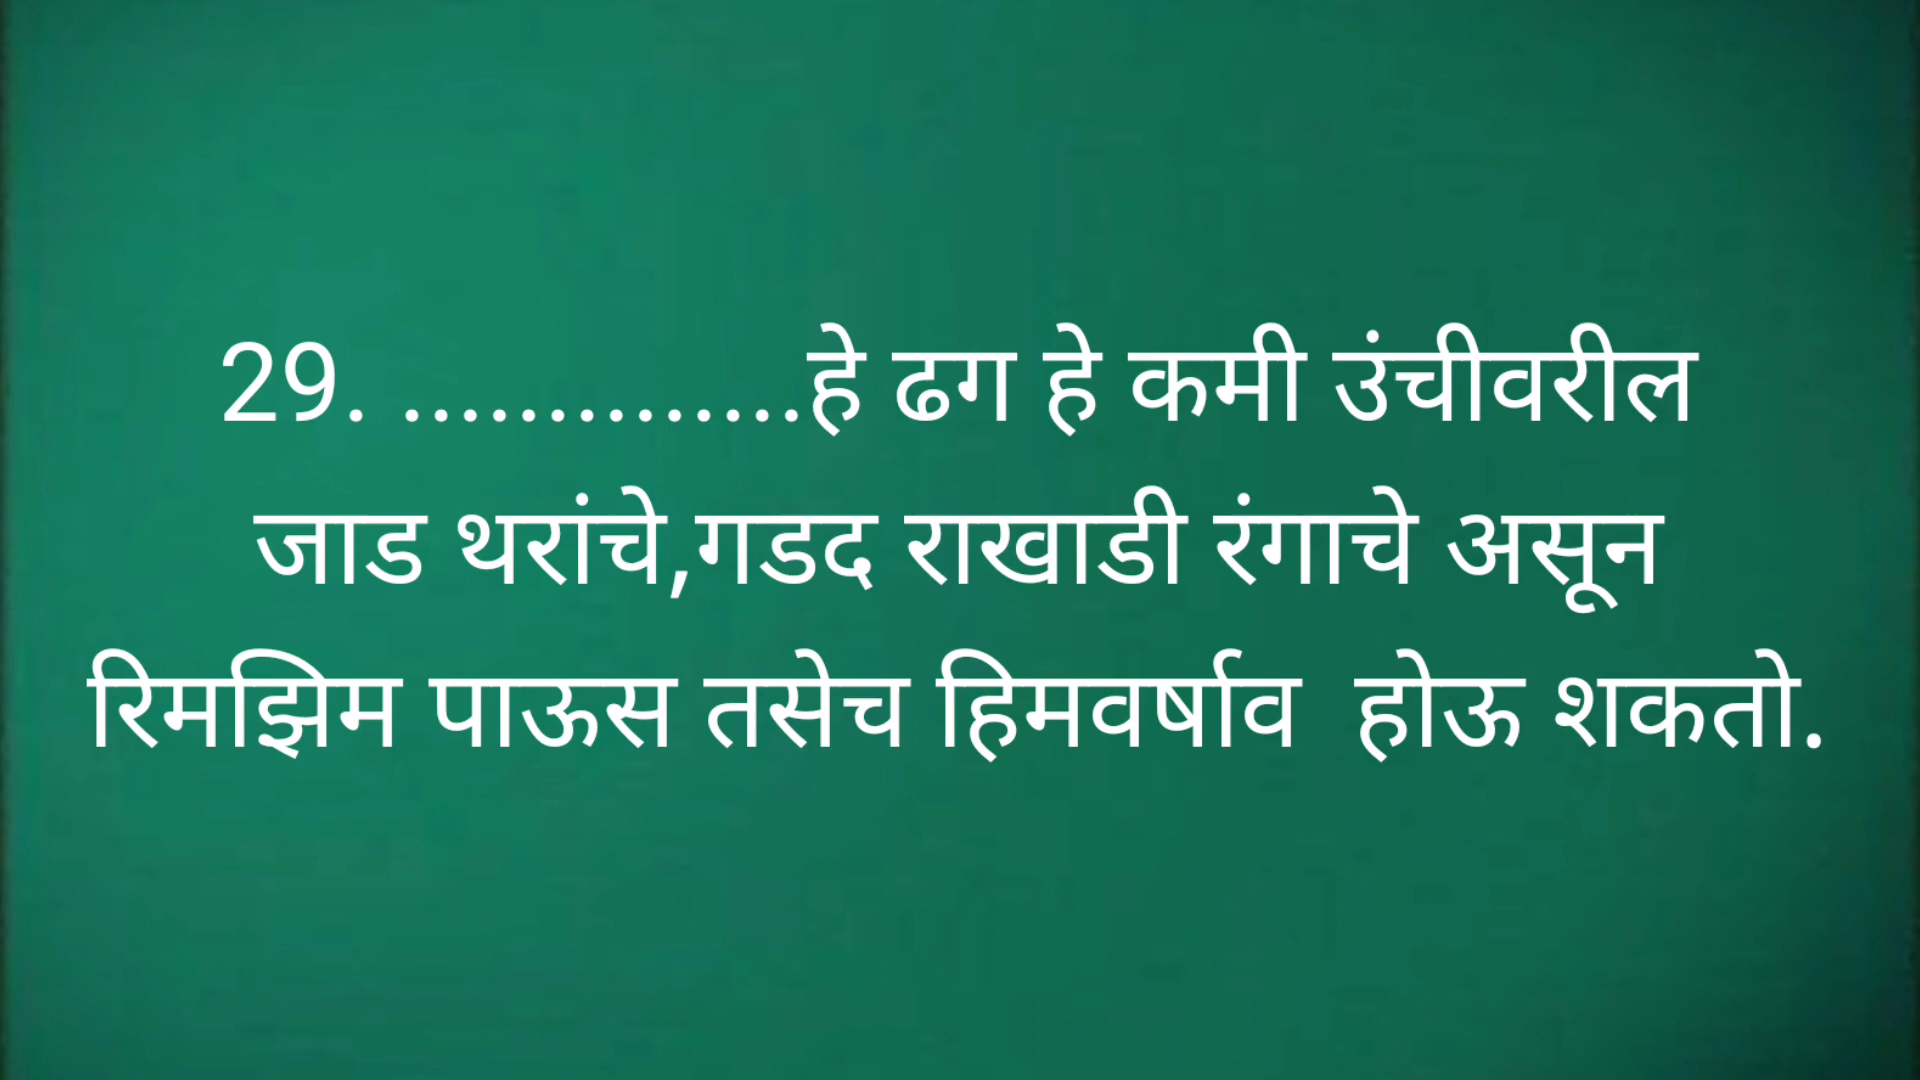 29. ..............हे ढग हे कमी उंचीवरील
जाड थरांचे,गडद राखाडी रंगाचे असून
रिमझिम पाऊस तसेच हिमवर्षाव  होऊ शकतो.